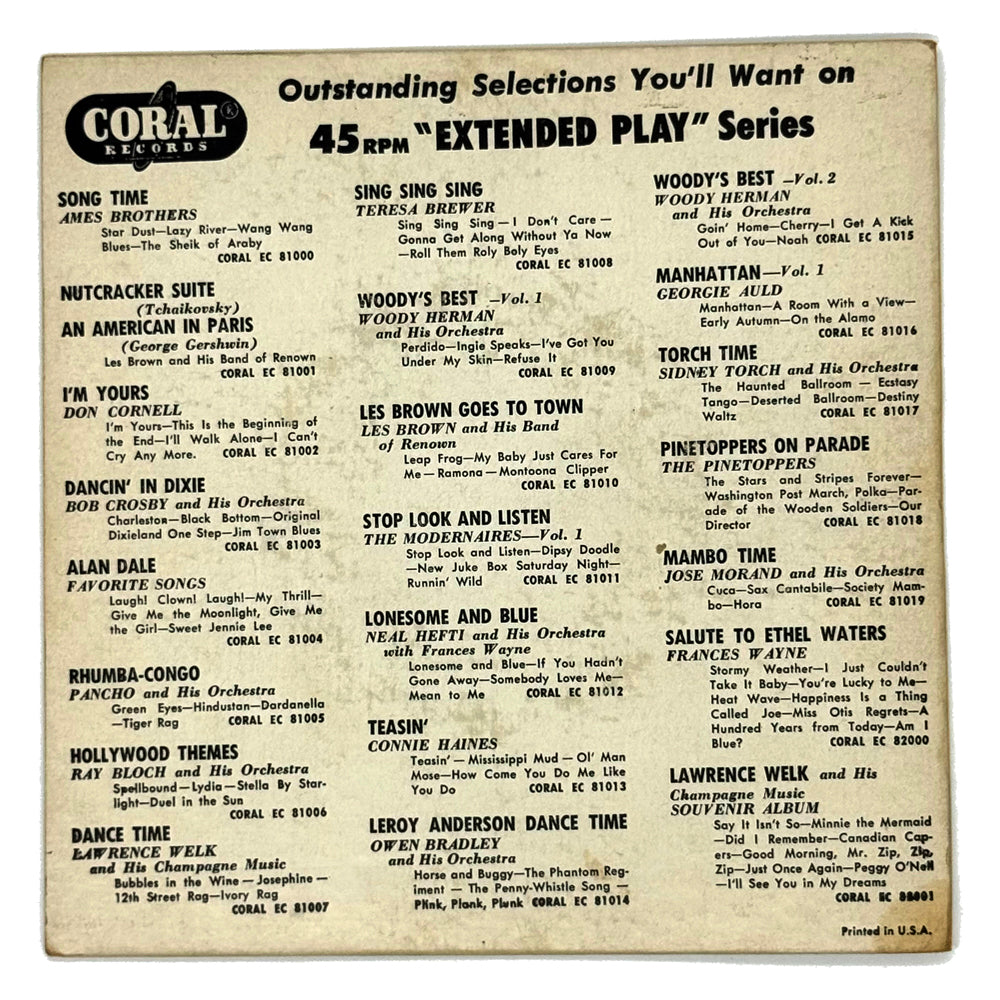 CORAL ®
RECORDS
Outstanding Selections You'll Want on
45 RPM "EXTENDED PLAY" Series
SONG TIME
AMES BROTHERS
Star Dust—Lazy River—Wang Wang
Blues—The Sheik of Araby
CORAL EC 81000
NUTCRACKER SUITE
(Tchaikovsky)
AN AMERICAN IN PARIS
(George Gershwin)
Les Brown and His Band of Renown
CORAL EC 81001
I'M YOURS
DON CORNELL
I'm Yours—This Is the Beginning of
the End—I'll Walk Alone—I Can't
Cry Any More. CORAL EC 81002
DANCIN' IN DIXIE
BOB CROSBY and His Orchestra
Charleston—Black Bottom—Original
Dixieland One Step—Jim Town Blues
CORAL EC 81003
ALAN DALE
FAVORITE SONGS
Laugh! Clown! Laugh!—My Thrill—
Give Me the Moonlight, Give Me
the Girl—Sweet Jennie Lee
CORAL EC 81004
RHUMBA-CONGO
PANCHO and His Orchestra
Green Eyes—Hindustan—Dardanella
—Tiger Rag CORAL EC 81005
HOLLYWOOD THEMES
RAY BLOCH and His Orchestra
Spellbound—Lydia—Stella By Star-
light—Duel in the Sun
CORAL EC 81006
DANCE TIME
LAWRENCE WELK
and His Champagne Music
Bubbles in the Wine—Josephine—
12th Street Rag—Ivory Rag
CORAL EC 81007
SING SING SING
TERESA BREWER
Sing Sing Sing—I Don't Care—
Gonna Get Along Without Ya Now
—Roll Them Roly Boly Eyes
CORAL EC 81008
WOODY'S BEST —Vol. 1
WOODY HERMAN
and His Orchestra
Perdido—Ingie Speaks—I've Got You
Under My Skin—Refuse It
CORAL EC 81009
LES BROWN GOES TO TOWN
LES BROWN and His Band
of Renown
Leap Frog—My Baby Just Cares For
Me—Ramona—Montoona Clipper
CORAL EC 81010
STOP LOOK AND LISTEN
THE MODERNAIRES—Vol. 1
Stop Look and Listen—Dipsy Doodle
—New Juke Box Saturday Night—
Runnin' Wild CORAL EC 81011
LONESOME AND BLUE
NEAL HEFTI and His Orchestra
with Frances Wayne
Lonesome and Blue—If You Hadn't
Gone Away—Somebody Loves Me—
Mean to Me CORAL EC 81012
TEASIN'
CONNIE HAINES
Teasin'—Mississippi Mud—Ol' Man
Mose—How Come You Do Me Like
You Do CORAL EC 81013
LEROY ANDERSON DANCE TIME
OWEN BRADLEY
and His Orchestra
Horse and Buggy—The Phantom Reg-
iment—The Penny-Whistle Song—
Plink, Plank, Plunk CORAL EC 81014
WOODY'S BEST —Vol. 2
WOODY HERMAN
and His Orchestra
Goin' Home—Cherry—I Get A Kick
Out of You—Noah CORAL EC 81015
MANHATTAN—Vol. 1
GEORGIE AULD
Manhattan—A Room With a View—
Early Autumn—On the Alamo
CORAL EC 81016
TORCH TIME
SIDNEY TORCH and His Orchestra
The Haunted Ballroom—Ecstasy
Tango—Deserted Ballroom—Destiny
Waltz CORAL EC 81017
PINETOPPERS ON PARADE
THE PINETOPPERS
The Stars and Stripes Forever—
Washington Post March, Polka—Par-
ade of the Wooden Soldiers—Our
Director CORAL EC 81018
MAMBO TIME
JOSE MORAND and His Orchestra
Cuca—Sax Cantabile—Society Mam-
bo—Hora CORAL EC 81019
SALUTE TO ETHEL WATERS
FRANCES WAYNE
Stormy Weather—I Just Couldn't
Take It Baby—You're Lucky to Me—
Heat Wave—Happiness Is a Thing
Called Joe—Miss Otis Regrets—A
Hundred Years from Today—Am I
Blue? CORAL EC 82000
LAWRENCE WELK and His
Champagne Music
SOUVENIR ALBUM
Say It Isn't So—Minnie the Mermaid
—Did I Remember—Canadian Cap-
ers—Good Morning, Mr. Zip, Zip,
Zip—Just Once Again—Peggy O'Neil
—I'll See You in My Dreams
CORAL EC 82001
Printed in U.S.A.